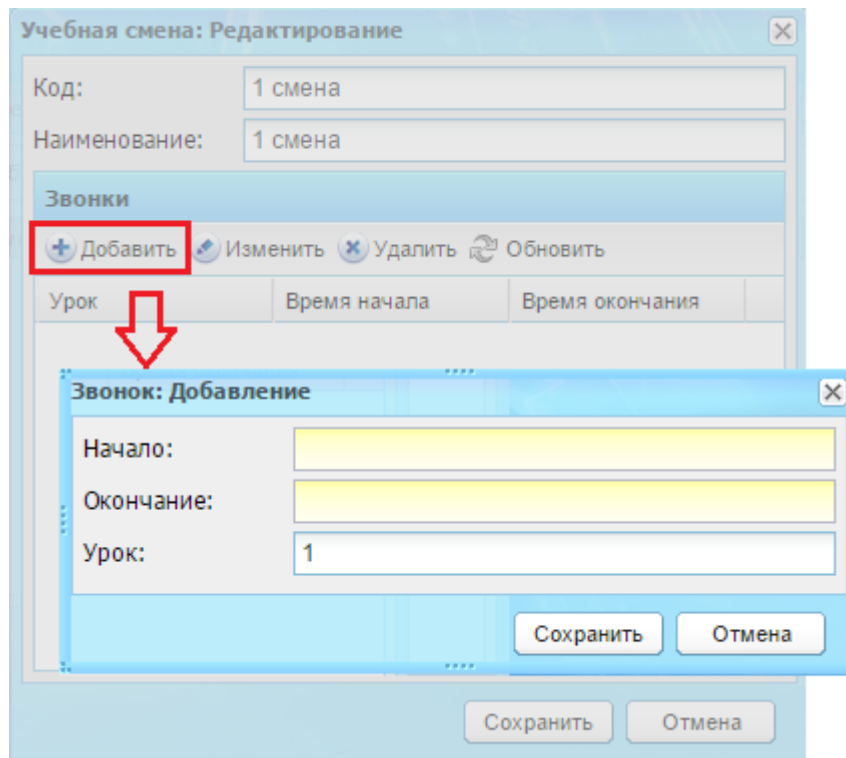 Учебная смена: Редактирование
Код: 1 смена
Наименование: 1 смена
Звонки
Добавить Изменить Удалить Обновить
Урок Время начала Время окончания
Звонок: Добавление
Начало:
Окончание:
Урок: 1
Сохранить Отмена
Сохранить Отмена